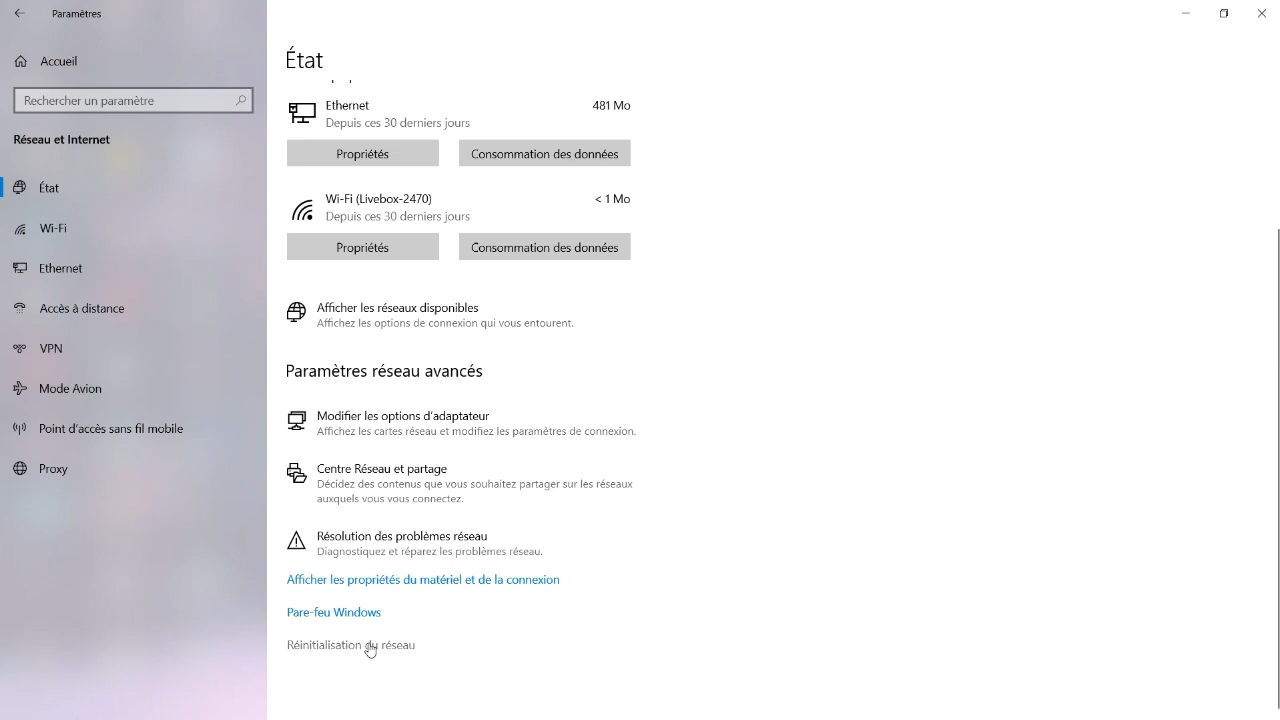 Paramètres
Accueil
Rechercher un paramètre
Réseau et Internet
État
Wi-Fi
Ethernet
Accès à distance
VPN
Mode Avion
Point d'accès sans fil mobile
Proxy
État
Ethernet
481 Mo
Depuis ces 30 derniers jours
Propriétés
Consommation des données
Wi-Fi (Livebox-2470)
< 1 Mo
Depuis ces 30 derniers jours
Propriétés
Consommation des données
Afficher les réseaux disponibles
Affichez les options de connexion qui vous entourent.
Paramètres réseau avancés
Modifier les options d'adaptateur
Affichez les cartes réseau et modifiez les paramètres de connexion.
Centre Réseau et partage
Décidez des contenus que vous souhaitez partager sur les réseaux
auxquels vous vous connectez.
Résolution des problèmes réseau
Diagnostiquez et réparez les problèmes réseau.
Afficher les propriétés du matériel et de la connexion
Pare-feu Windows
Réinitialisation du réseau